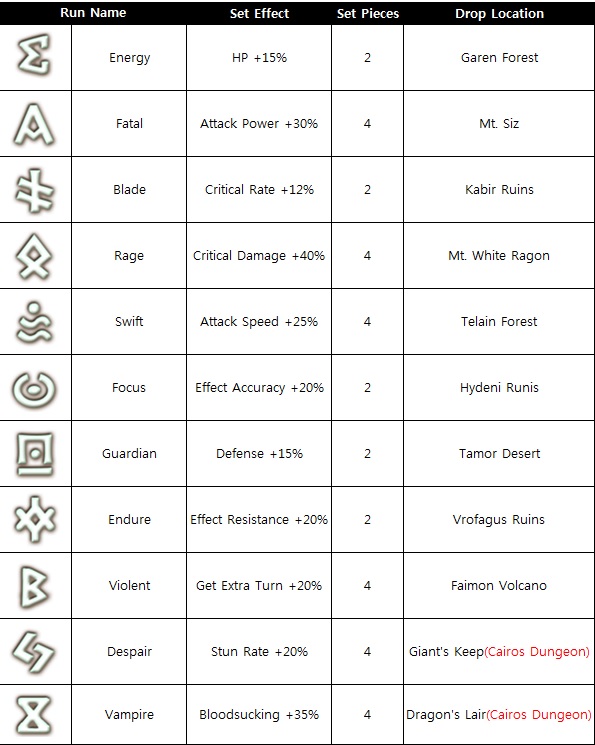 Run Name Set Effect Set Pieces Drop Location
Energy HP +15% 2 Garen Forest
Fatal Attack Power +30% 4 Mt. Siz
Blade Critical Rate +12% 2 Kabir Ruins
Rage Critical Damage +40% 4 Mt. White Ragon
Swift Attack Speed +25% 4 Telain Forest
Focus Effect Accuracy +20% 2 Hydeni Runis
Guardian Defense +15% 2 Tamor Desert
Endure Effect Resistance +20% 2 Vrofagus Ruins
Violent Get Extra Turn +20% 4 Faimon Volcano
Despair Stun Rate +20% 4 Giant's Keep(Cairos Dungeon)
Vampire Bloodsucking +35% 4 Dragon's Lair(Cairos Dungeon)